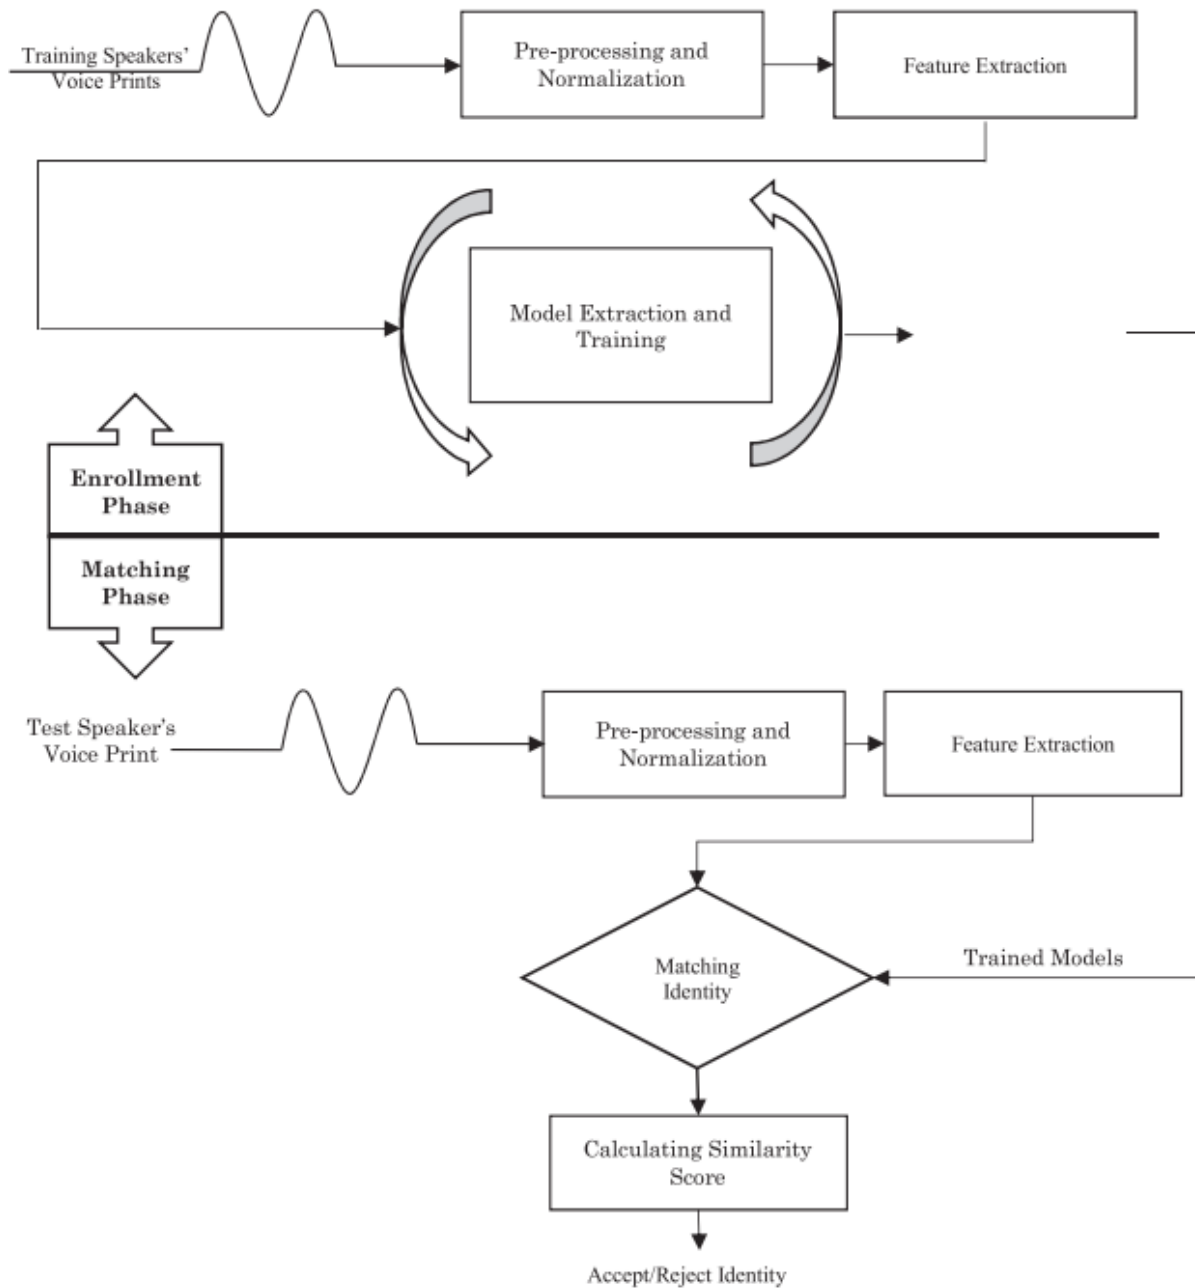 Training Speakers'
Voice Prints
Pre-processing and
Normalization
Feature Extraction
Model Extraction and
Training
Enrollment
Phase
Matching
Phase
Test Speaker's
Voice Print
Pre-processing and
Normalization
Feature Extraction
Matching
Identity
Trained Models
Calculating Similarity
Score
Accept/Reject Identity